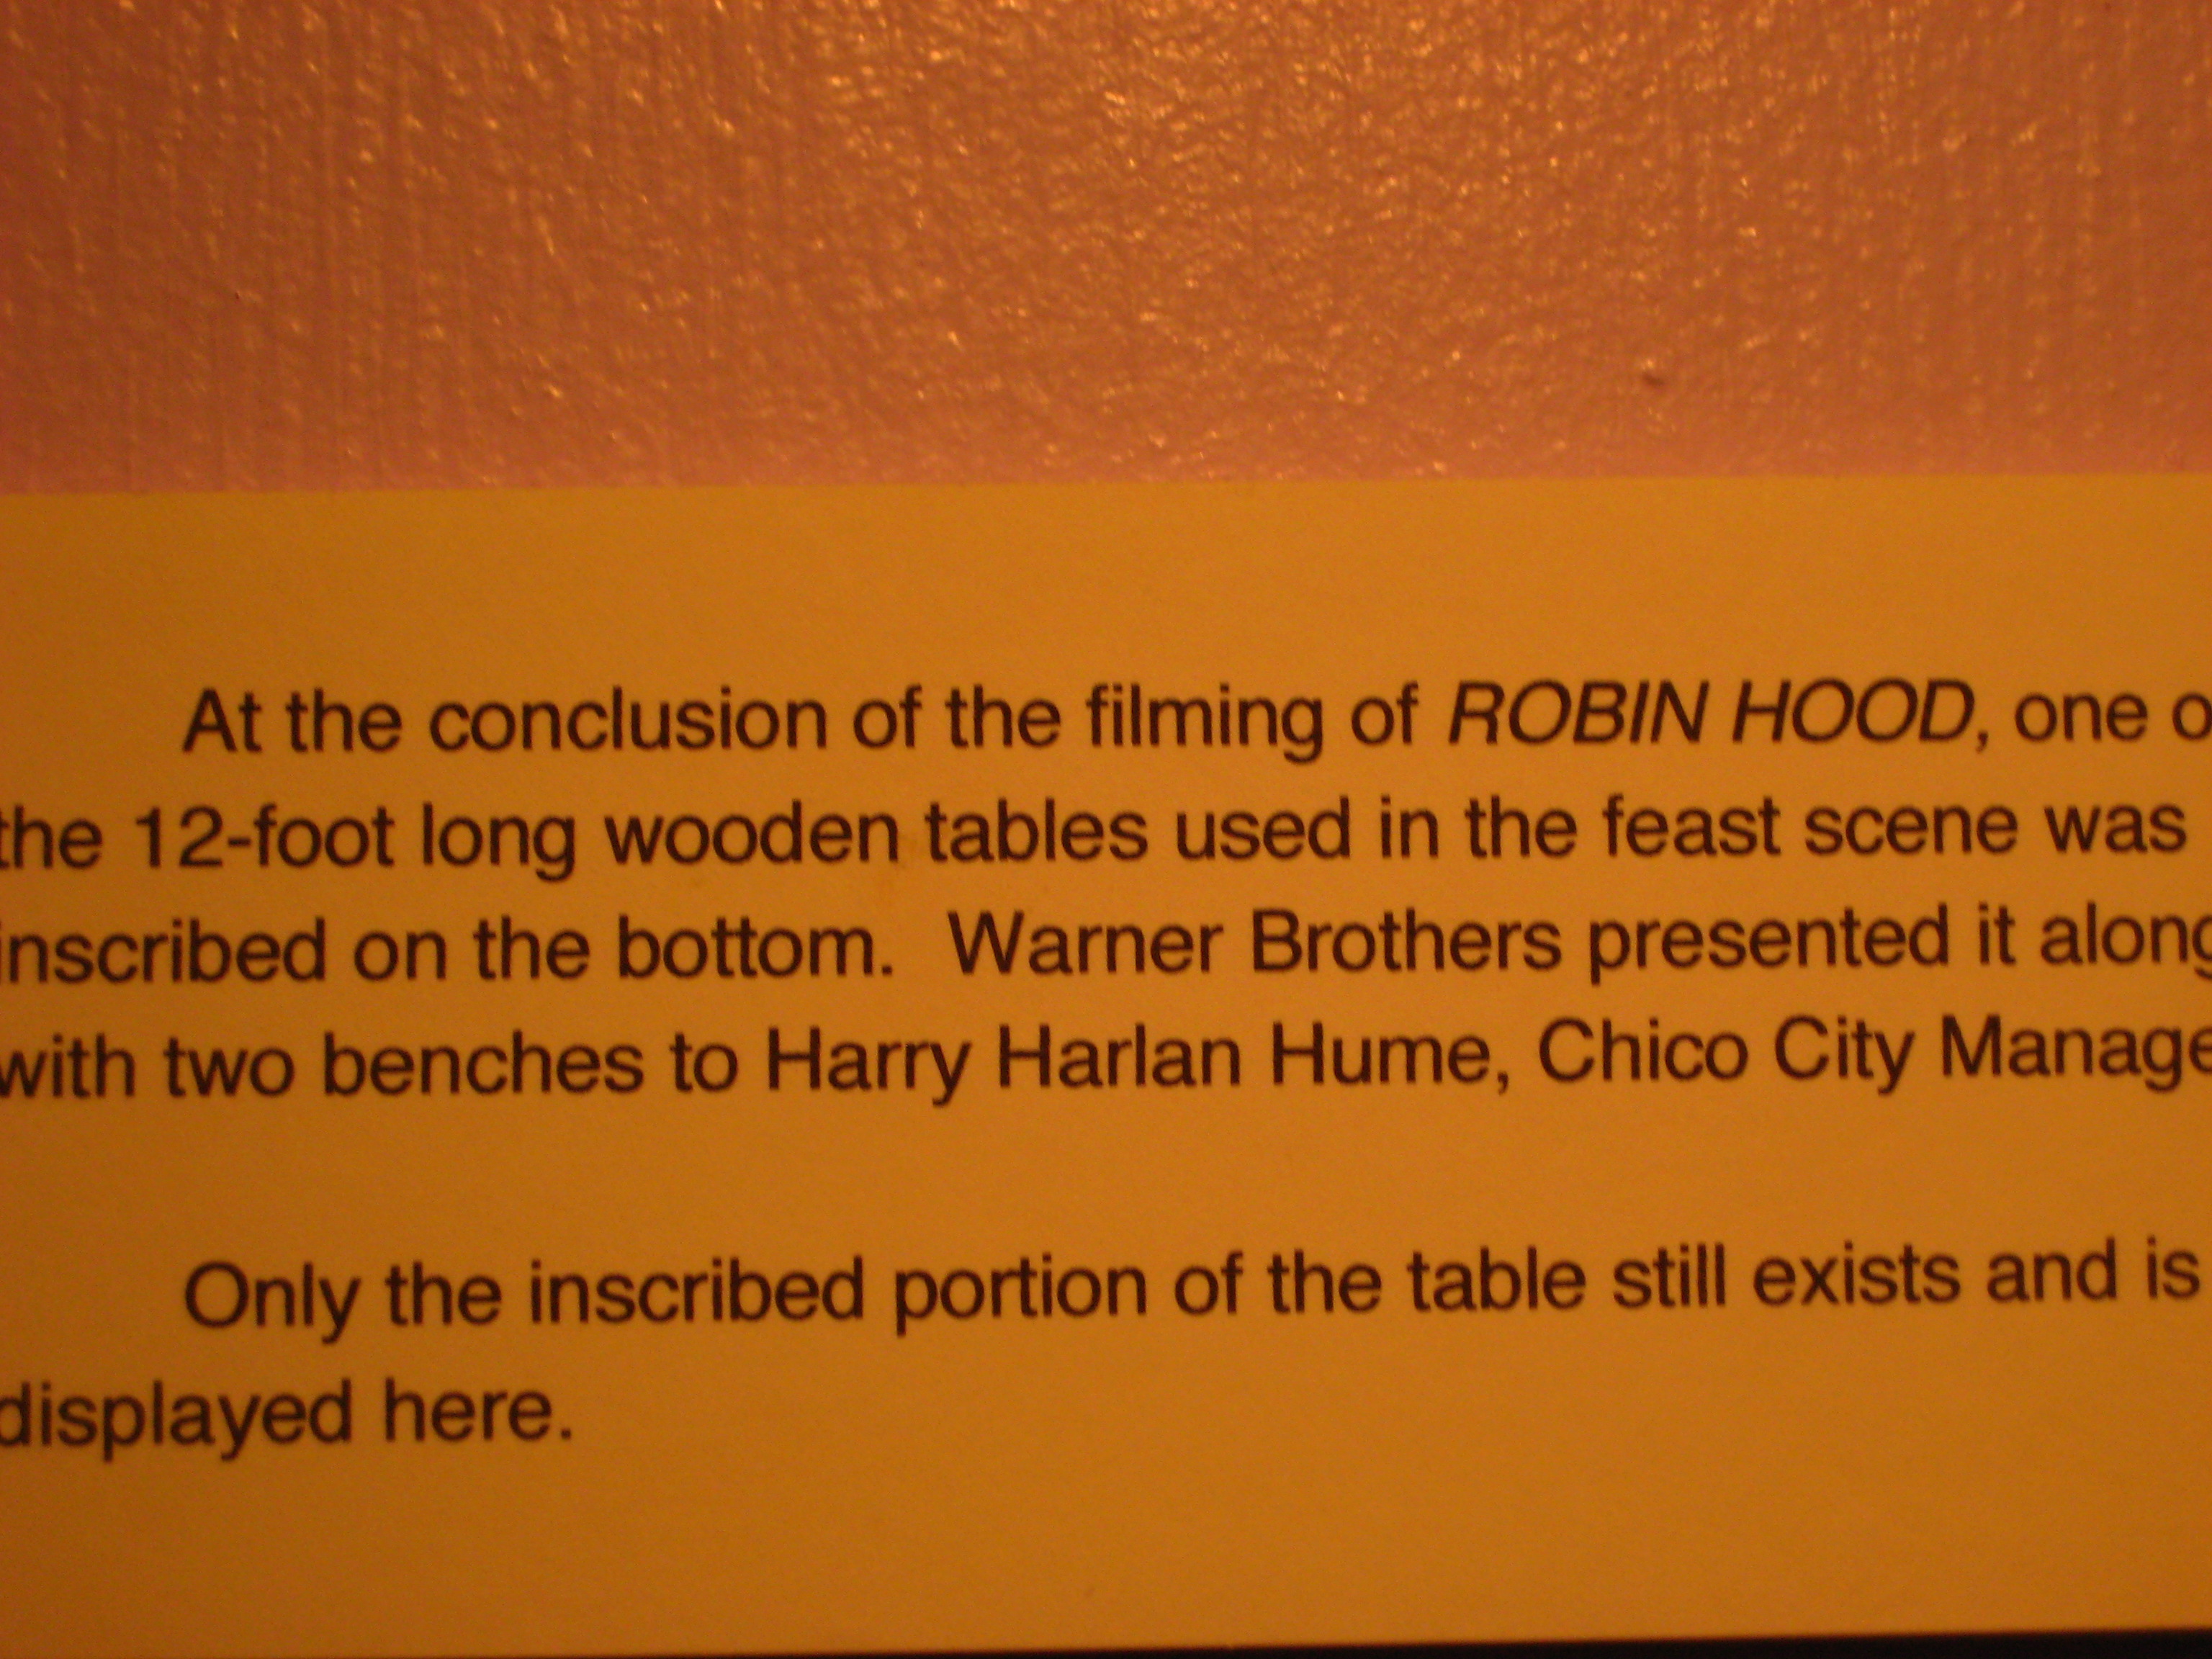 At the conclusion of the filming of ROBIN HOOD, one o
the 12-foot long wooden tables used in the feast scene was
inscribed on the bottom.  Warner Brothers presented it along
with two benches to Harry Harlan Hume, Chico City Manage
Only the inscribed portion of the table still exists and is
displayed here.